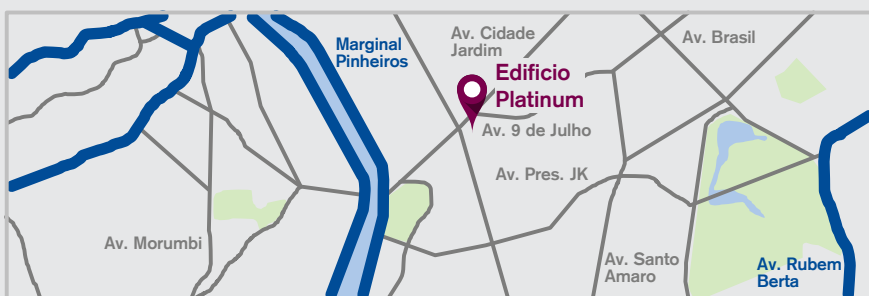 Av. Cidade
Jardim
Av. Brasil
Marginal
Pinheiros
Edificio
Platinum
Av. 9 de Julho
Av. Pres. JK
Av. Morumbi
Av. Santo
Amaro
Av. Rubem
Berta